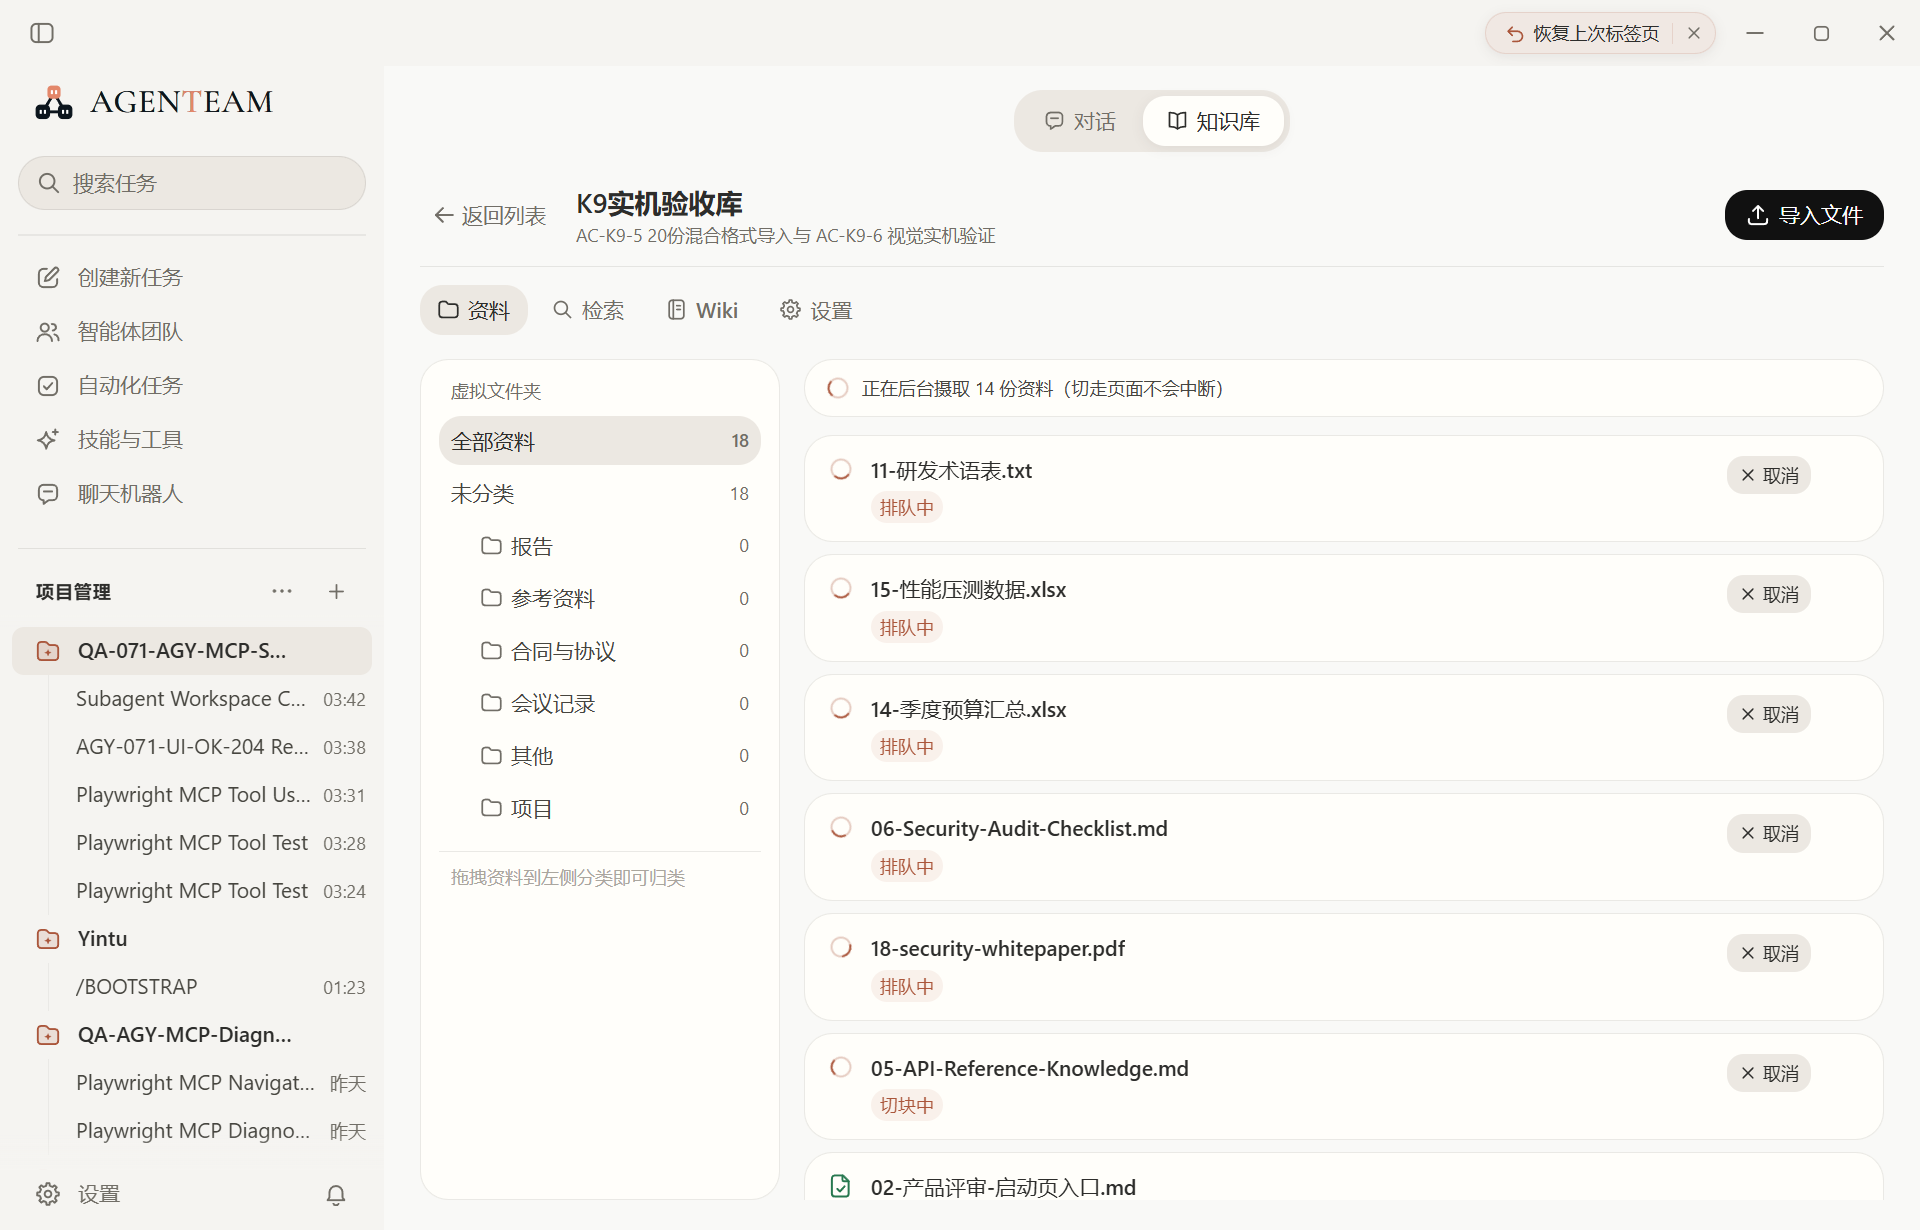 恢复上次标签页
AGENTEAM
搜索任务
创建新任务
智能体团队
自动化任务
技能与工具
聊天机器人
项目管理
QA-071-AGY-MCP-S...
Subagent Workspace C... 03:42
AGY-071-UI-OK-204 Re... 03:38
Playwright MCP Tool Us... 03:31
Playwright MCP Tool Test 03:28
Playwright MCP Tool Test 03:24
Yintu
/BOOTSTRAP 01:23
QA-AGY-MCP-Diagn...
Playwright MCP Navigat... 昨天
Playwright MCP Diagno... 昨天
设置
对话 知识库
返回列表
K9实机验收库
AC-K9-5 20份混合格式导入与 AC-K9-6 视觉实机验证
导入文件
资料 检索 Wiki 设置
虚拟文件夹
全部资料 18
未分类 18
报告 0
参考资料 0
合同与协议 0
会议记录 0
其他 0
项目 0
拖拽资料到左侧分类即可归类
正在后台摄取 14 份资料（切走页面不会中断）
11-研发术语表.txt 取消
排队中
15-性能压测数据.xlsx 取消
排队中
14-季度预算汇总.xlsx 取消
排队中
06-Security-Audit-Checklist.md 取消
排队中
18-security-whitepaper.pdf 取消
排队中
05-API-Reference-Knowledge.md 取消
切块中
02-产品评审-启动页入口.md